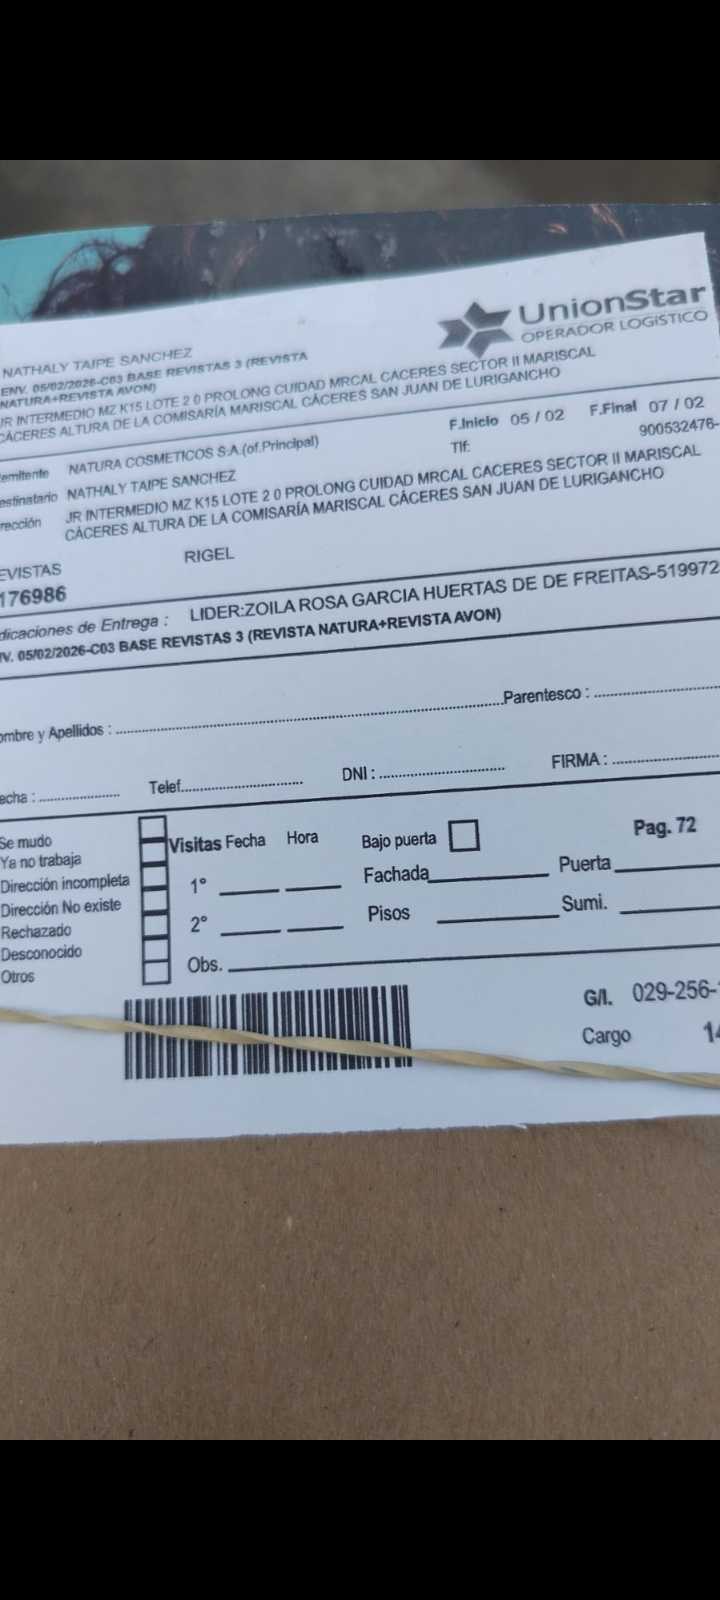 UnionStar
OPERADOR LOGÍSTICO
NATHALY TAIPE SANCHEZ
ENV. 05/02/2026-C03 BASE REVISTAS 3 (REVISTA
NATURA+REVISTA AVON)
JR INTERMEDIO MZ K15 LOTE 2 0 PROLONG CUIDAD MRCAL CACERES SECTOR II MARISCAL
CÁCERES ALTURA DE LA COMISARÍA MARISCAL CÁCERES SAN JUAN DE LURIGANCHO
F.Inicio 05 / 02 F.Final 07 / 02
emitente NATURA COSMETICOS S.A.(of.Principal) Tlf: 900532476-
estinatario NATHALY TAIPE SANCHEZ
rección JR INTERMEDIO MZ K15 LOTE 2 0 PROLONG CUIDAD MRCAL CACERES SECTOR II MARISCAL
CÁCERES ALTURA DE LA COMISARÍA MARISCAL CÁCERES SAN JUAN DE LURIGANCHO
EVISTAS RIGEL
176986
dicaciones de Entrega : LIDER:ZOILA ROSA GARCIA HUERTAS DE DE FREITAS-519972
V. 05/02/2026-C03 BASE REVISTAS 3 (REVISTA NATURA+REVISTA AVON)
ombre y Apellidos : Parentesco :
echa : Telef. DNI : FIRMA :
Se mudo
Ya no trabaja
Dirección incompleta
Dirección No existe
Rechazado
Desconocido
Otros
Visitas Fecha Hora Bajo puerta Pag. 72
1° Fachada Puerta
2° Pisos Sumi.
Obs.
G/I. 029-256-
Cargo 14